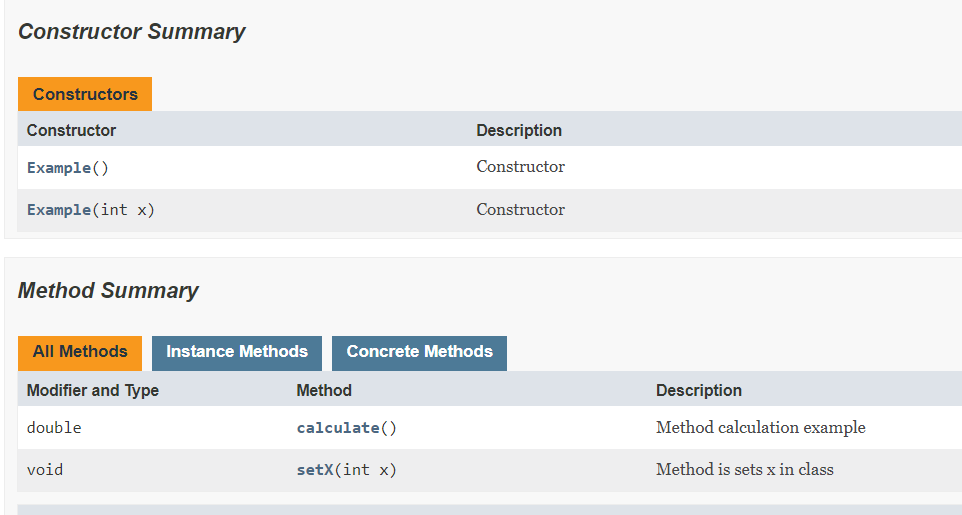 Constructor Summary
Constructors
Constructor Description
Example() Constructor
Example(int x) Constructor
Method Summary
All Methods Instance Methods Concrete Methods
Modifier and Type Method Description
double calculate() Method calculation example
void setX(int x) Method is sets x in class